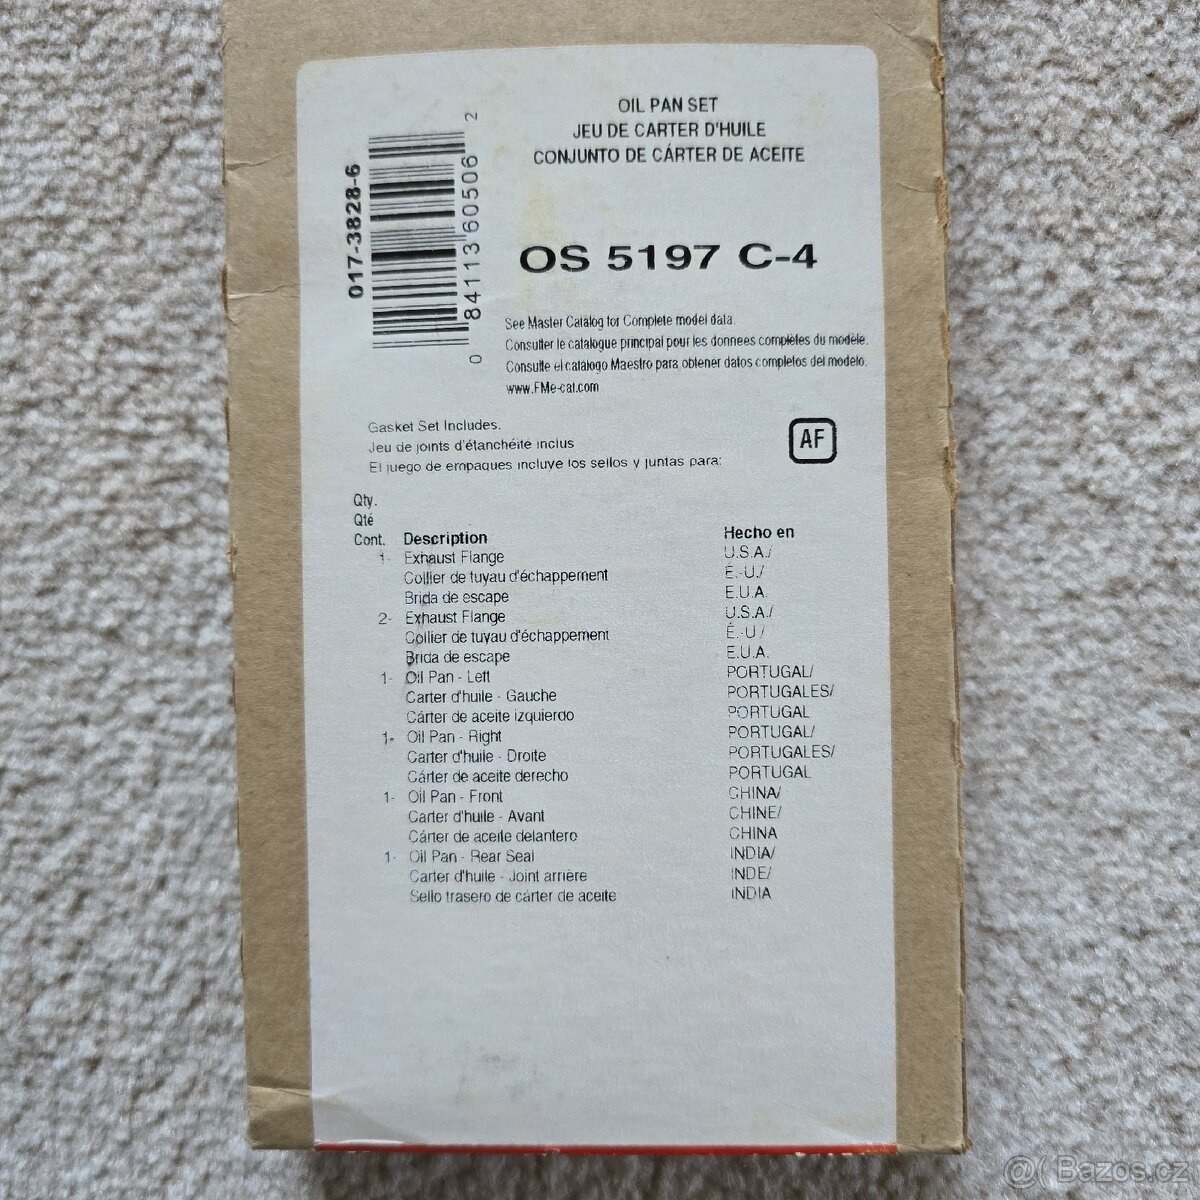 OIL PAN SET
JEU DE CARTER D'HUILE
CONJUNTO DE CÁRTER DE ACEITE
017-3828-6
0 84113 60506 2
OS 5197 C-4
See Master Catalog for Complete model data.
Consulter le catalogue principal pour les donnees complètes du modèle.
Consulte el catálogo Maestro para obtener datos completos del modelo.
www.FMe-cat.com
Gasket Set Includes.
Jeu de joints d'étanchéité inclus
El juego de empaques incluye los sellos y juntas para:
AF
Qty.
Qté
Cont. Description Hecho en
1- Exhaust Flange U.S.A./
Collier de tuyau d'échappement É.-U./
Brida de escape E.U.A.
2- Exhaust Flange U.S.A./
Collier de tuyau d'échappement É.-U./
Brida de escape E.U.A.
1- Oil Pan - Left PORTUGAL/
Carter d'huile - Gauche PORTUGALES/
Cárter de aceite izquierdo PORTUGAL
1- Oil Pan - Right PORTUGAL/
Carter d'huile - Droite PORTUGALES/
Cárter de aceite derecho PORTUGAL
1- Oil Pan - Front CHINA/
Carter d'huile - Avant CHINE/
Cárter de aceite delantero CHINA
1- Oil Pan - Rear Seal INDIA/
Carter d'huile - Joint arrière INDE/
Sello trasero de cárter de aceite INDIA
@( Bazos.cz